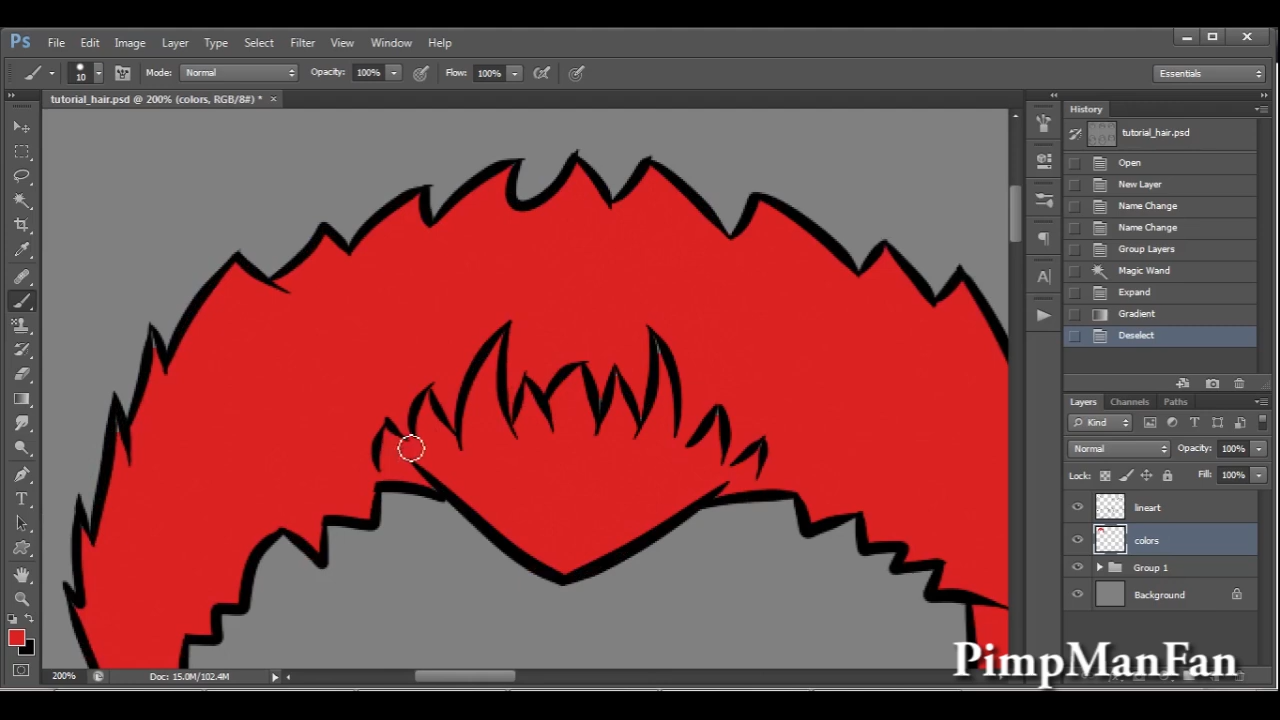 Ps File Edit Image Layer Type Select Filter View Window Help
10 Mode: Normal Opacity: 100% Flow: 100% Essentials
tutorial_hair.psd @ 200% (colors, RGB/8#) * ×
History
tutorial_hair.psd
Open
New Layer
Name Change
Name Change
Group Layers
Magic Wand
Expand
Gradient
Deselect
Layers Channels Paths
Kind
Normal Opacity: 100%
Lock: Fill: 100%
lineart
colors
Group 1
Background
PimpManFan
200% Doc: 15.0M/102.4M